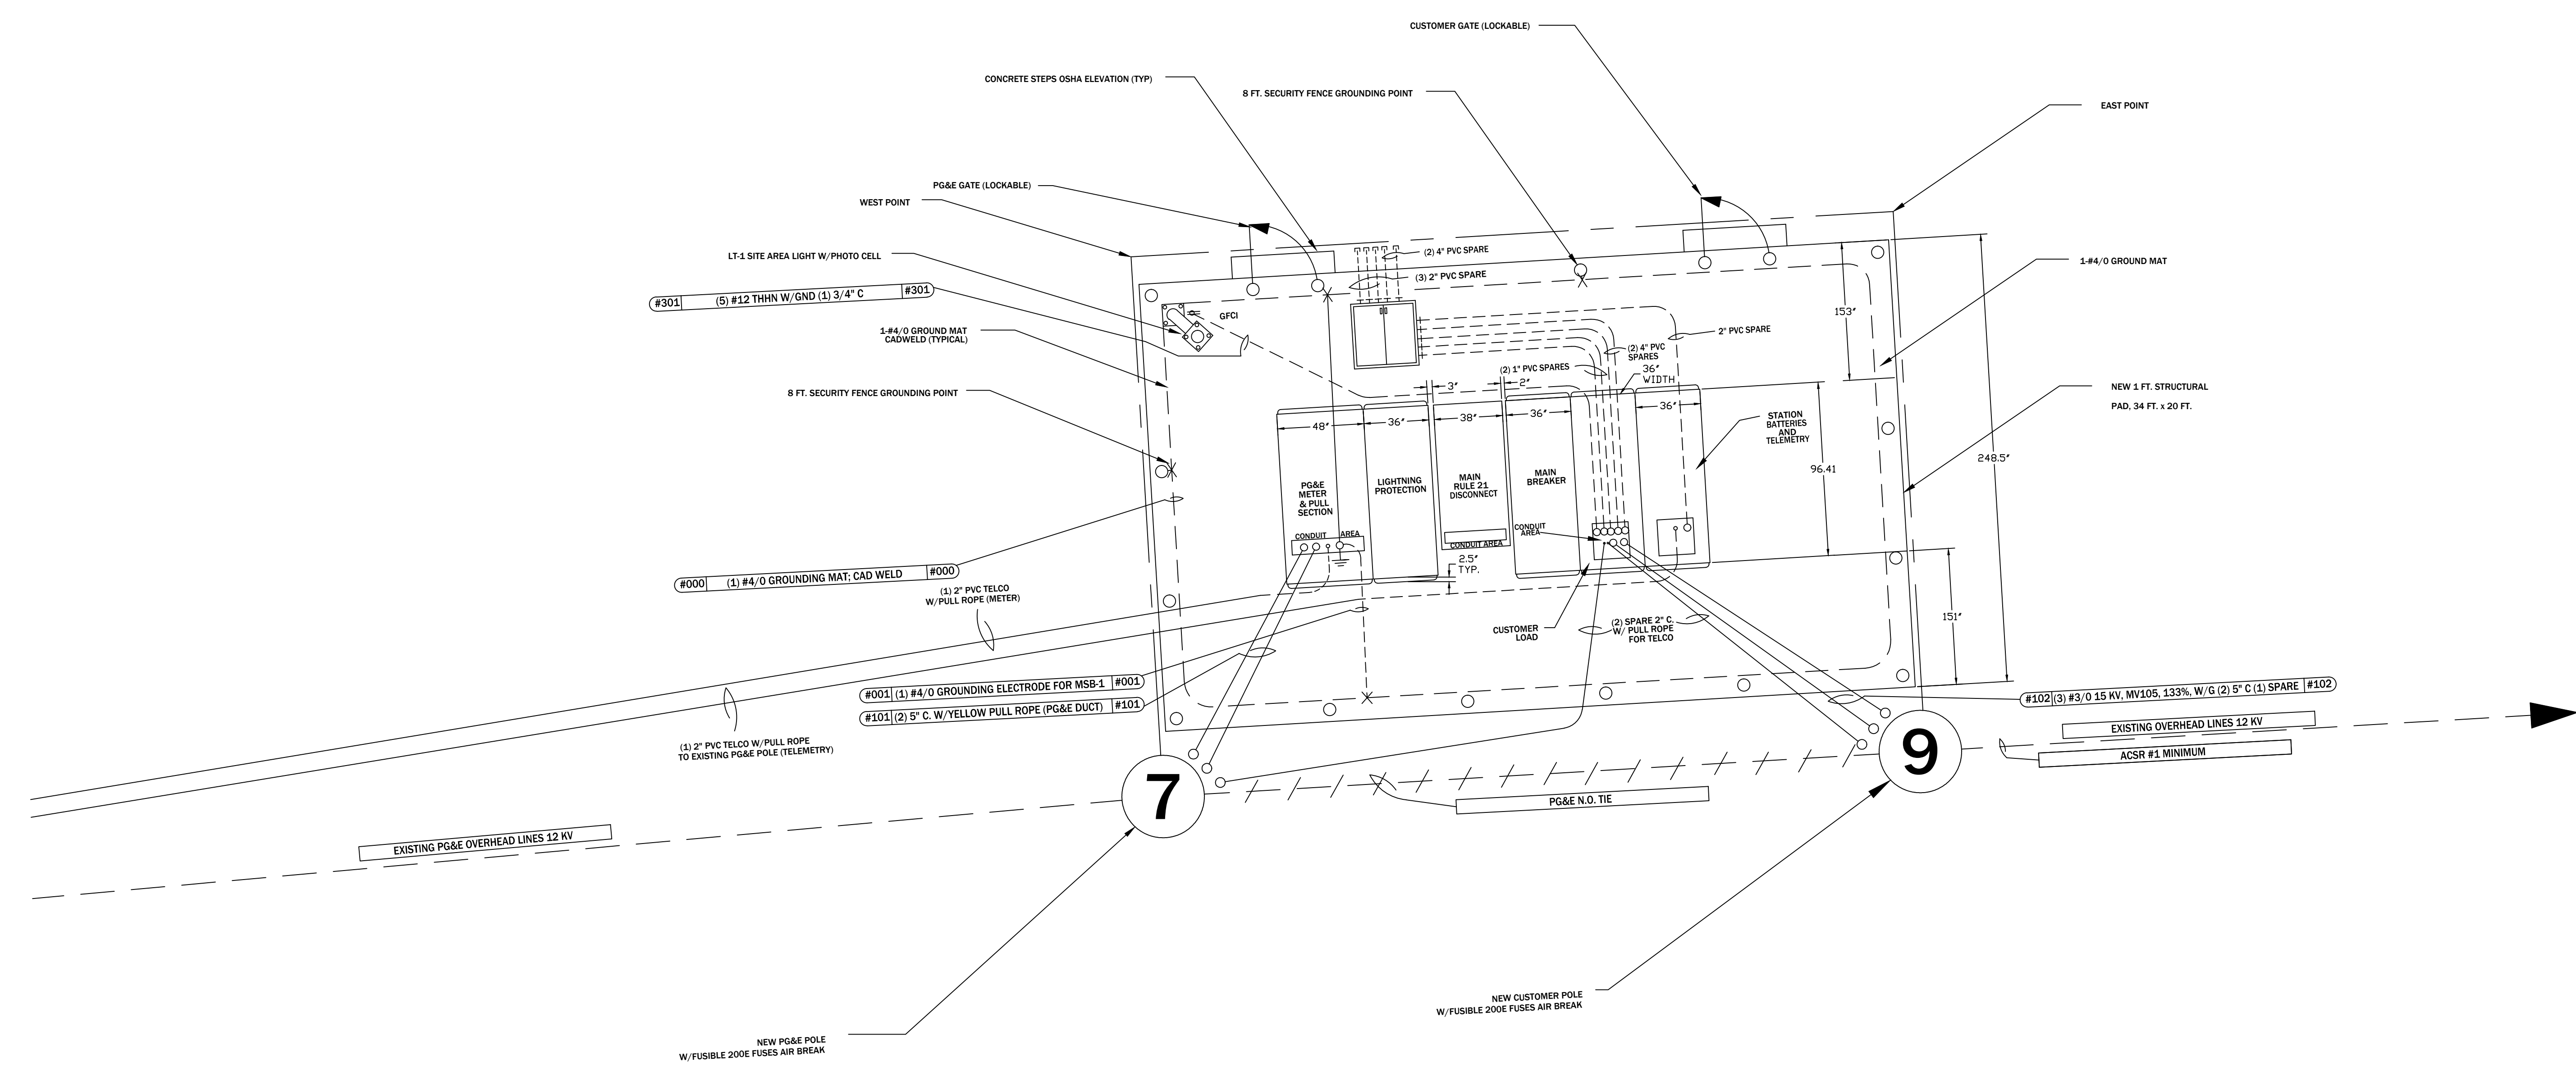 CUSTOMER GATE (LOCKABLE)
CONCRETE STEPS OSHA ELEVATION (TYP)
8 FT. SECURITY FENCE GROUNDING POINT
EAST POINT
PG&E GATE (LOCKABLE)
WEST POINT
LT-1 SITE AREA LIGHT W/PHOTO CELL
(2) 4" PVC SPARE
(3) 2" PVC SPARE
1-#4/0 GROUND MAT
#301 (5) #12 THHN W/GND (1) 3/4" C #301
GFCI
153"
1-#4/0 GROUND MAT
CADWELD (TYPICAL)
2" PVC SPARE
(2) 4" PVC
SPARES
(2) 1" PVC SPARES
36"
WIDTH
3"
2"
NEW 1 FT. STRUCTURAL
PAD, 34 FT. x 20 FT.
8 FT. SECURITY FENCE GROUNDING POINT
48"
36"
38"
36"
36"
STATION
BATTERIES
AND
TELEMETRY
248.5"
96.41
PG&E
METER
& PULL
SECTION
LIGHTNING
PROTECTION
MAIN
RULE 21
DISCONNECT
MAIN
BREAKER
CONDUIT AREA
CONDUIT AREA
CONDUIT
AREA
2.5"
TYP.
#000 (1) #4/0 GROUNDING MAT; CAD WELD #000
(1) 2" PVC TELCO
W/PULL ROPE (METER)
151"
CUSTOMER
LOAD
(2) SPARE 2" C.
W/ PULL ROPE
FOR TELCO
#001 (1) #4/0 GROUNDING ELECTRODE FOR MSB-1 #001
#101 (2) 5" C. W/YELLOW PULL ROPE (PG&E DUCT) #101
#102 (3) #3/0 15 KV, MV105, 133%, W/G (2) 5" C (1) SPARE #102
EXISTING OVERHEAD LINES 12 KV
ACSR #1 MINIMUM
(1) 2" PVC TELCO W/PULL ROPE
TO EXISTING PG&E POLE (TELEMETRY)
7
9
PG&E N.O. TIE
EXISTING PG&E OVERHEAD LINES 12 KV
NEW CUSTOMER POLE
W/FUSIBLE 200E FUSES AIR BREAK
NEW PG&E POLE
W/FUSIBLE 200E FUSES AIR BREAK